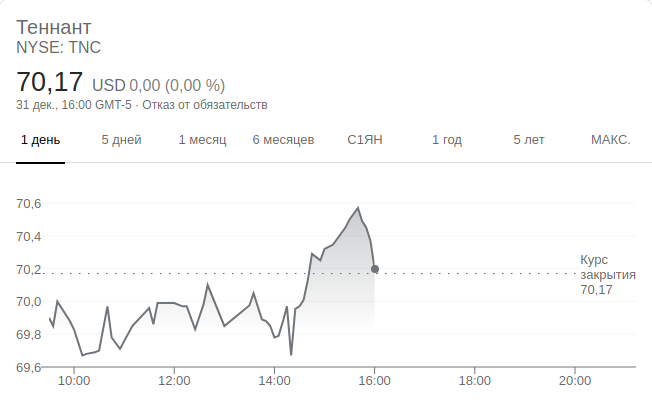 Теннант
NYSE: TNC
70,17 USD 0,00 (0,00 %)
31 дек., 16:00 GMT-5 · Отказ от обязательств
1 день 5 дней 1 месяц 6 месяцев С1ЯН 1 год 5 лет МАКС.
70,6
70,4
70,2
70,0
69,8
69,6
Курс
закрытия
70,17
10:00 12:00 14:00 16:00 18:00 20:00